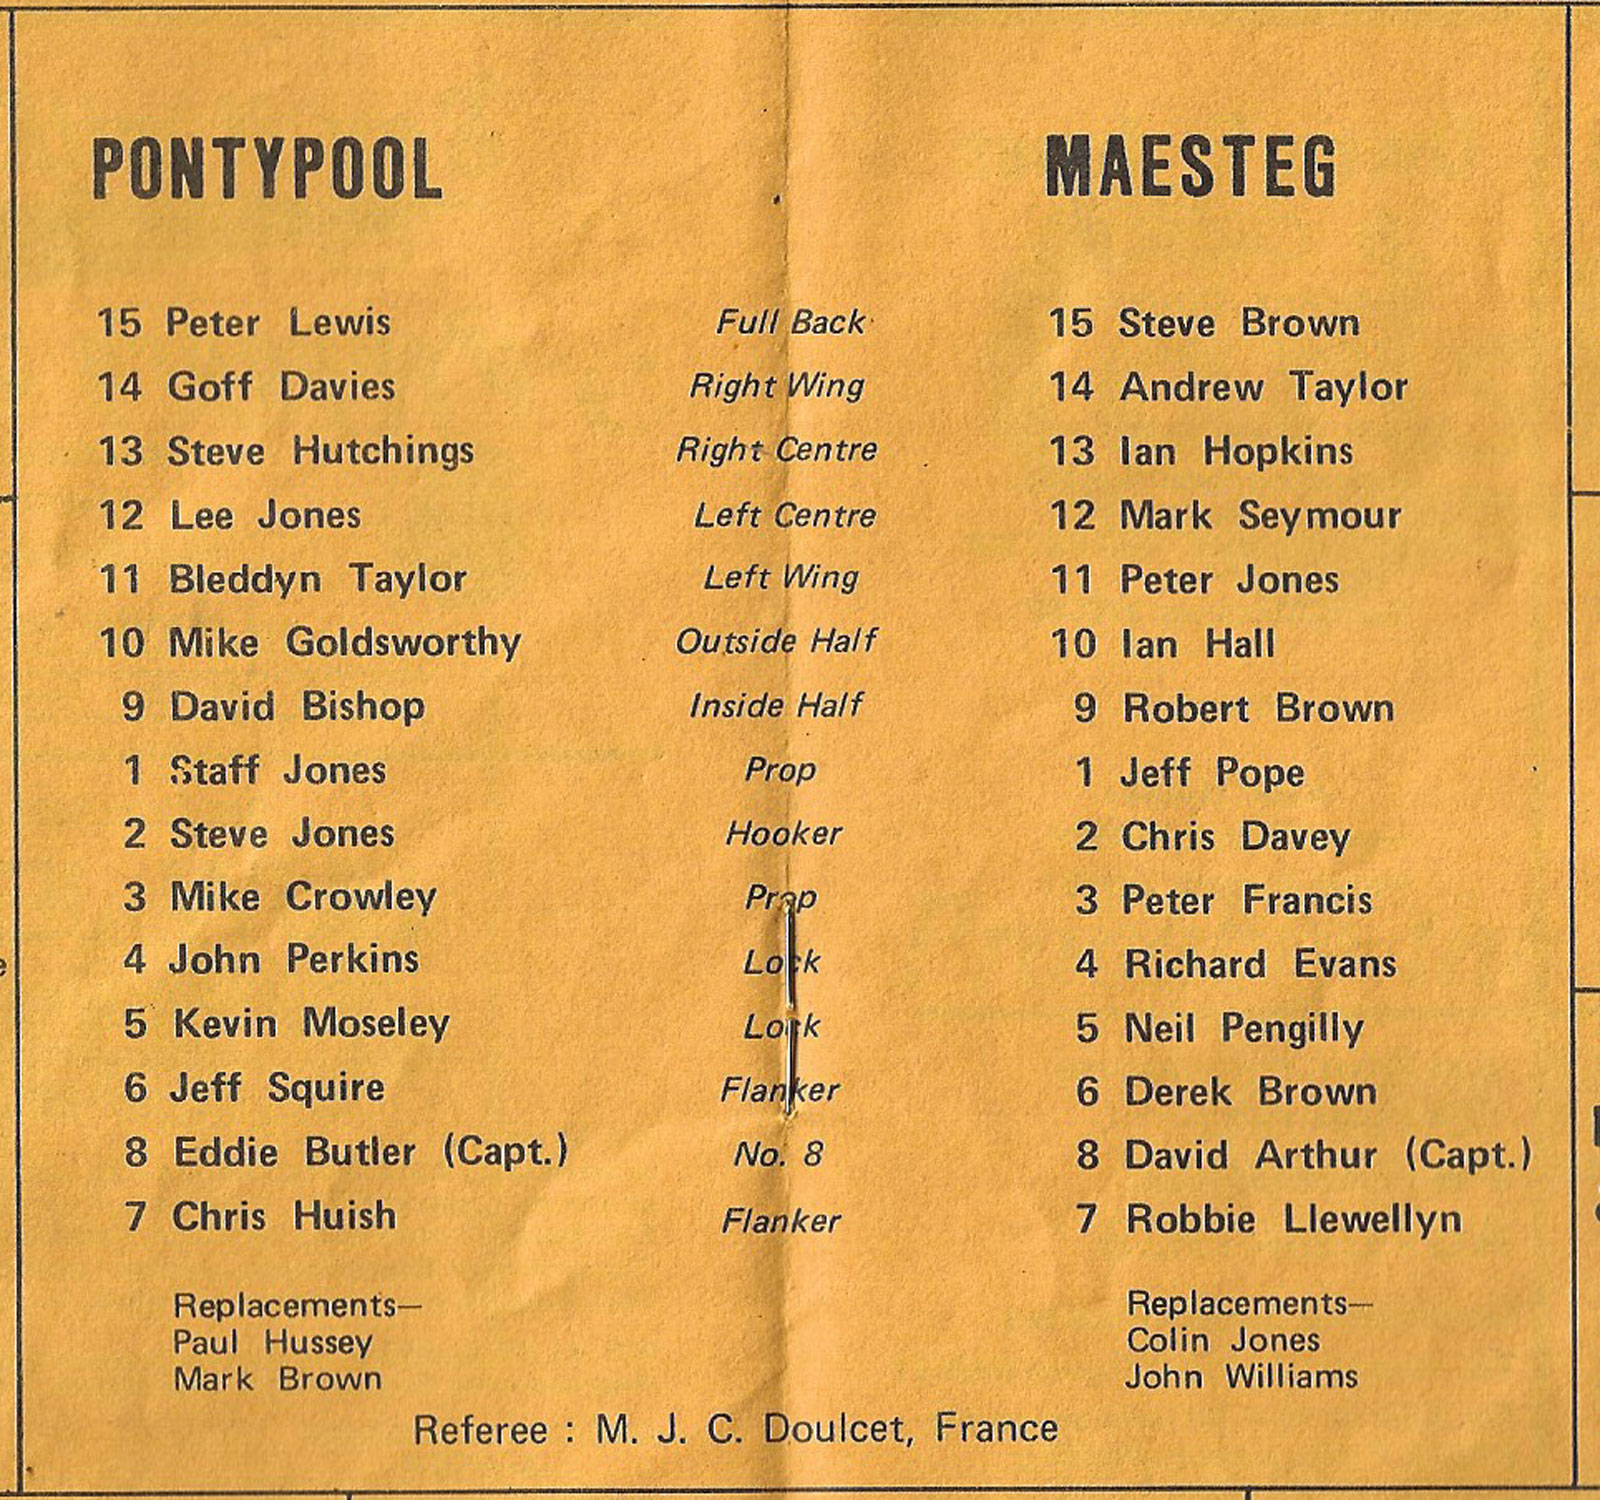 PONTYPOOL MAESTEG
15 Peter Lewis Full Back 15 Steve Brown
14 Goff Davies Right Wing 14 Andrew Taylor
13 Steve Hutchings Right Centre 13 Ian Hopkins
12 Lee Jones Left Centre 12 Mark Seymour
11 Bleddyn Taylor Left Wing 11 Peter Jones
10 Mike Goldsworthy Outside Half 10 Ian Hall
9 David Bishop Inside Half 9 Robert Brown
1 Staff Jones Prop 1 Jeff Pope
2 Steve Jones Hooker 2 Chris Davey
3 Mike Crowley Prop 3 Peter Francis
4 John Perkins Lock 4 Richard Evans
5 Kevin Moseley Lock 5 Neil Pengilly
6 Jeff Squire Flanker 6 Derek Brown
8 Eddie Butler (Capt.) No. 8 8 David Arthur (Capt.)
7 Chris Huish Flanker 7 Robbie Llewellyn
Replacements— Replacements—
Paul Hussey Colin Jones
Mark Brown John Williams
Referee : M. J. C. Doulcet, France